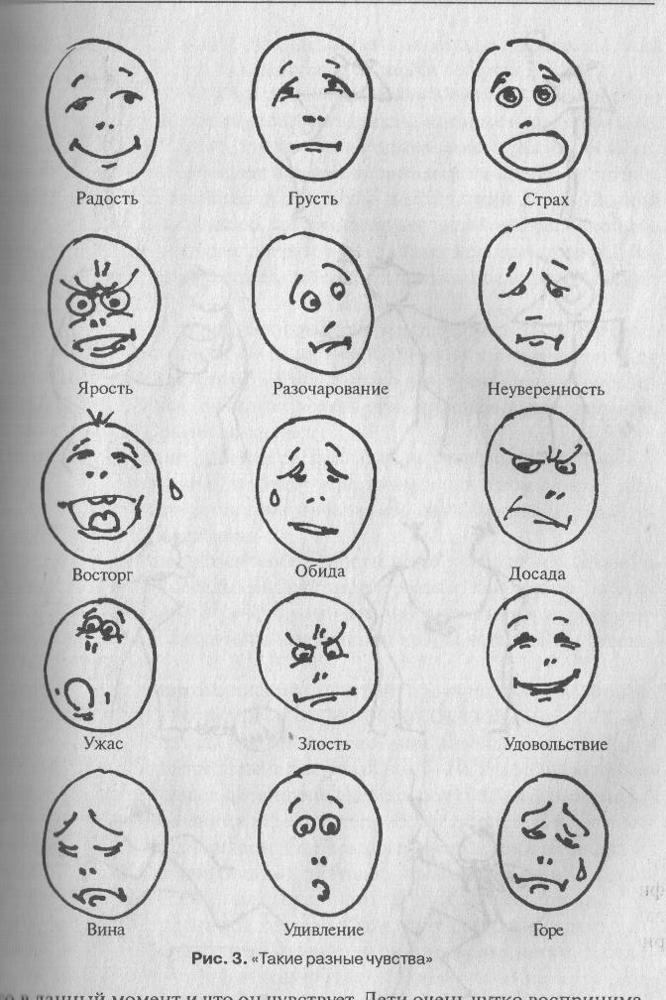 Радость Грусть Страх
Ярость Разочарование Неуверенность
Восторг Обида Досада
Ужас Злость Удовольствие
Вина Удивление Горе
Рис. 3. «Такие разные чувства»
в данный момент и что он чувствует. Дети очень чутко воспринима